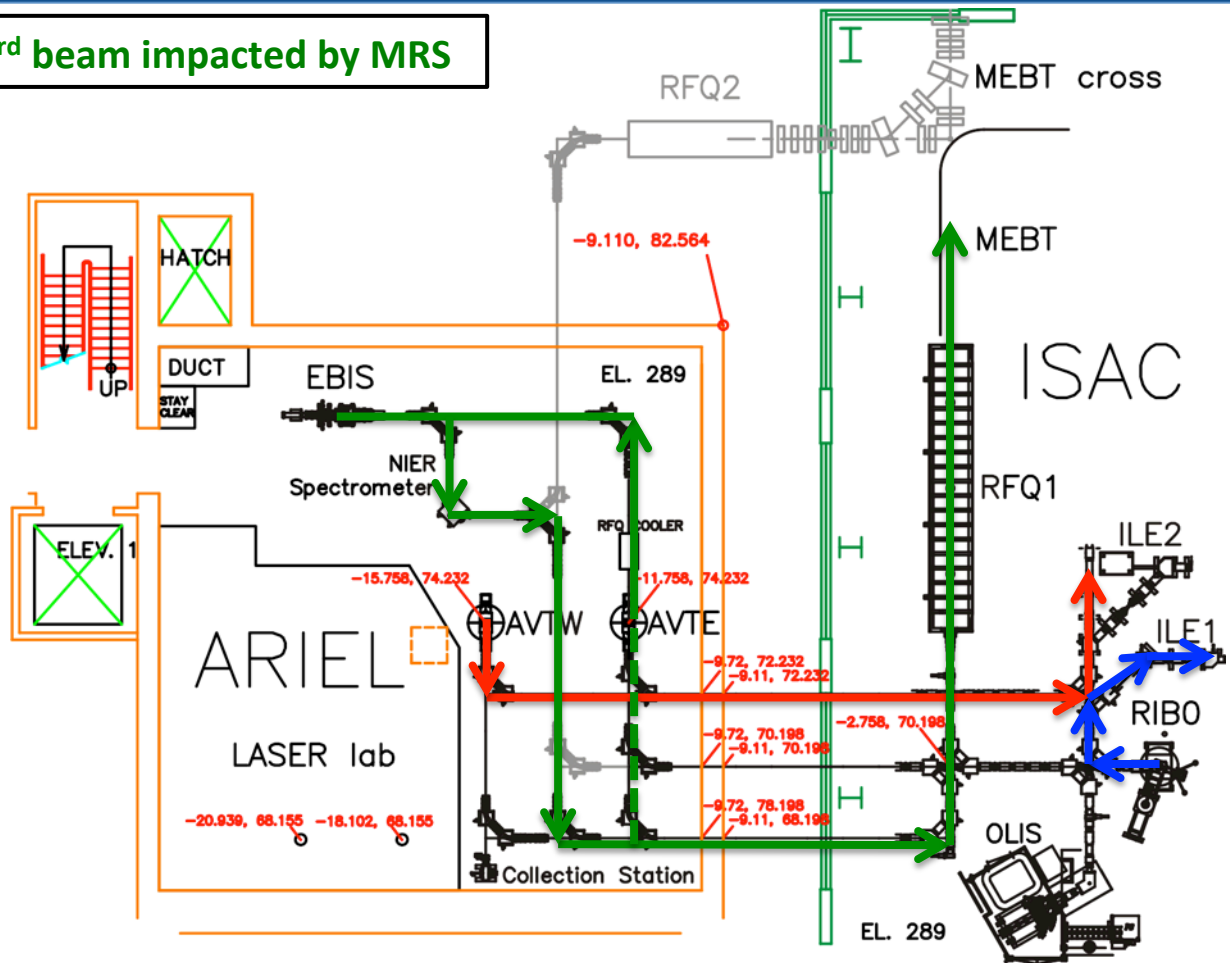 rd beam impacted by MRS
RFQ2
MEBT cross
-9.110, 82.564
MEBT
HATCH
DUCT
STAY
CLEAR
UP
EBIS
EL. 289
ISAC
NIER
Spectrometer
RFQ1
RFQ COOLER
ELEV. 1
ILE2
-15.758, 74.232
-11.758, 74.232
AVTW
AVTE
ILE1
ARIEL
-9.72, 72.232
-9.11, 72.232
RIBO
-2.758, 70.198
-9.72, 70.198
-9.11, 70.198
LASER lab
-9.72, 78.198
-9.11, 68.198
-20.939, 68.155
-18.102, 68.155
OLIS
Collection Station
EL. 289